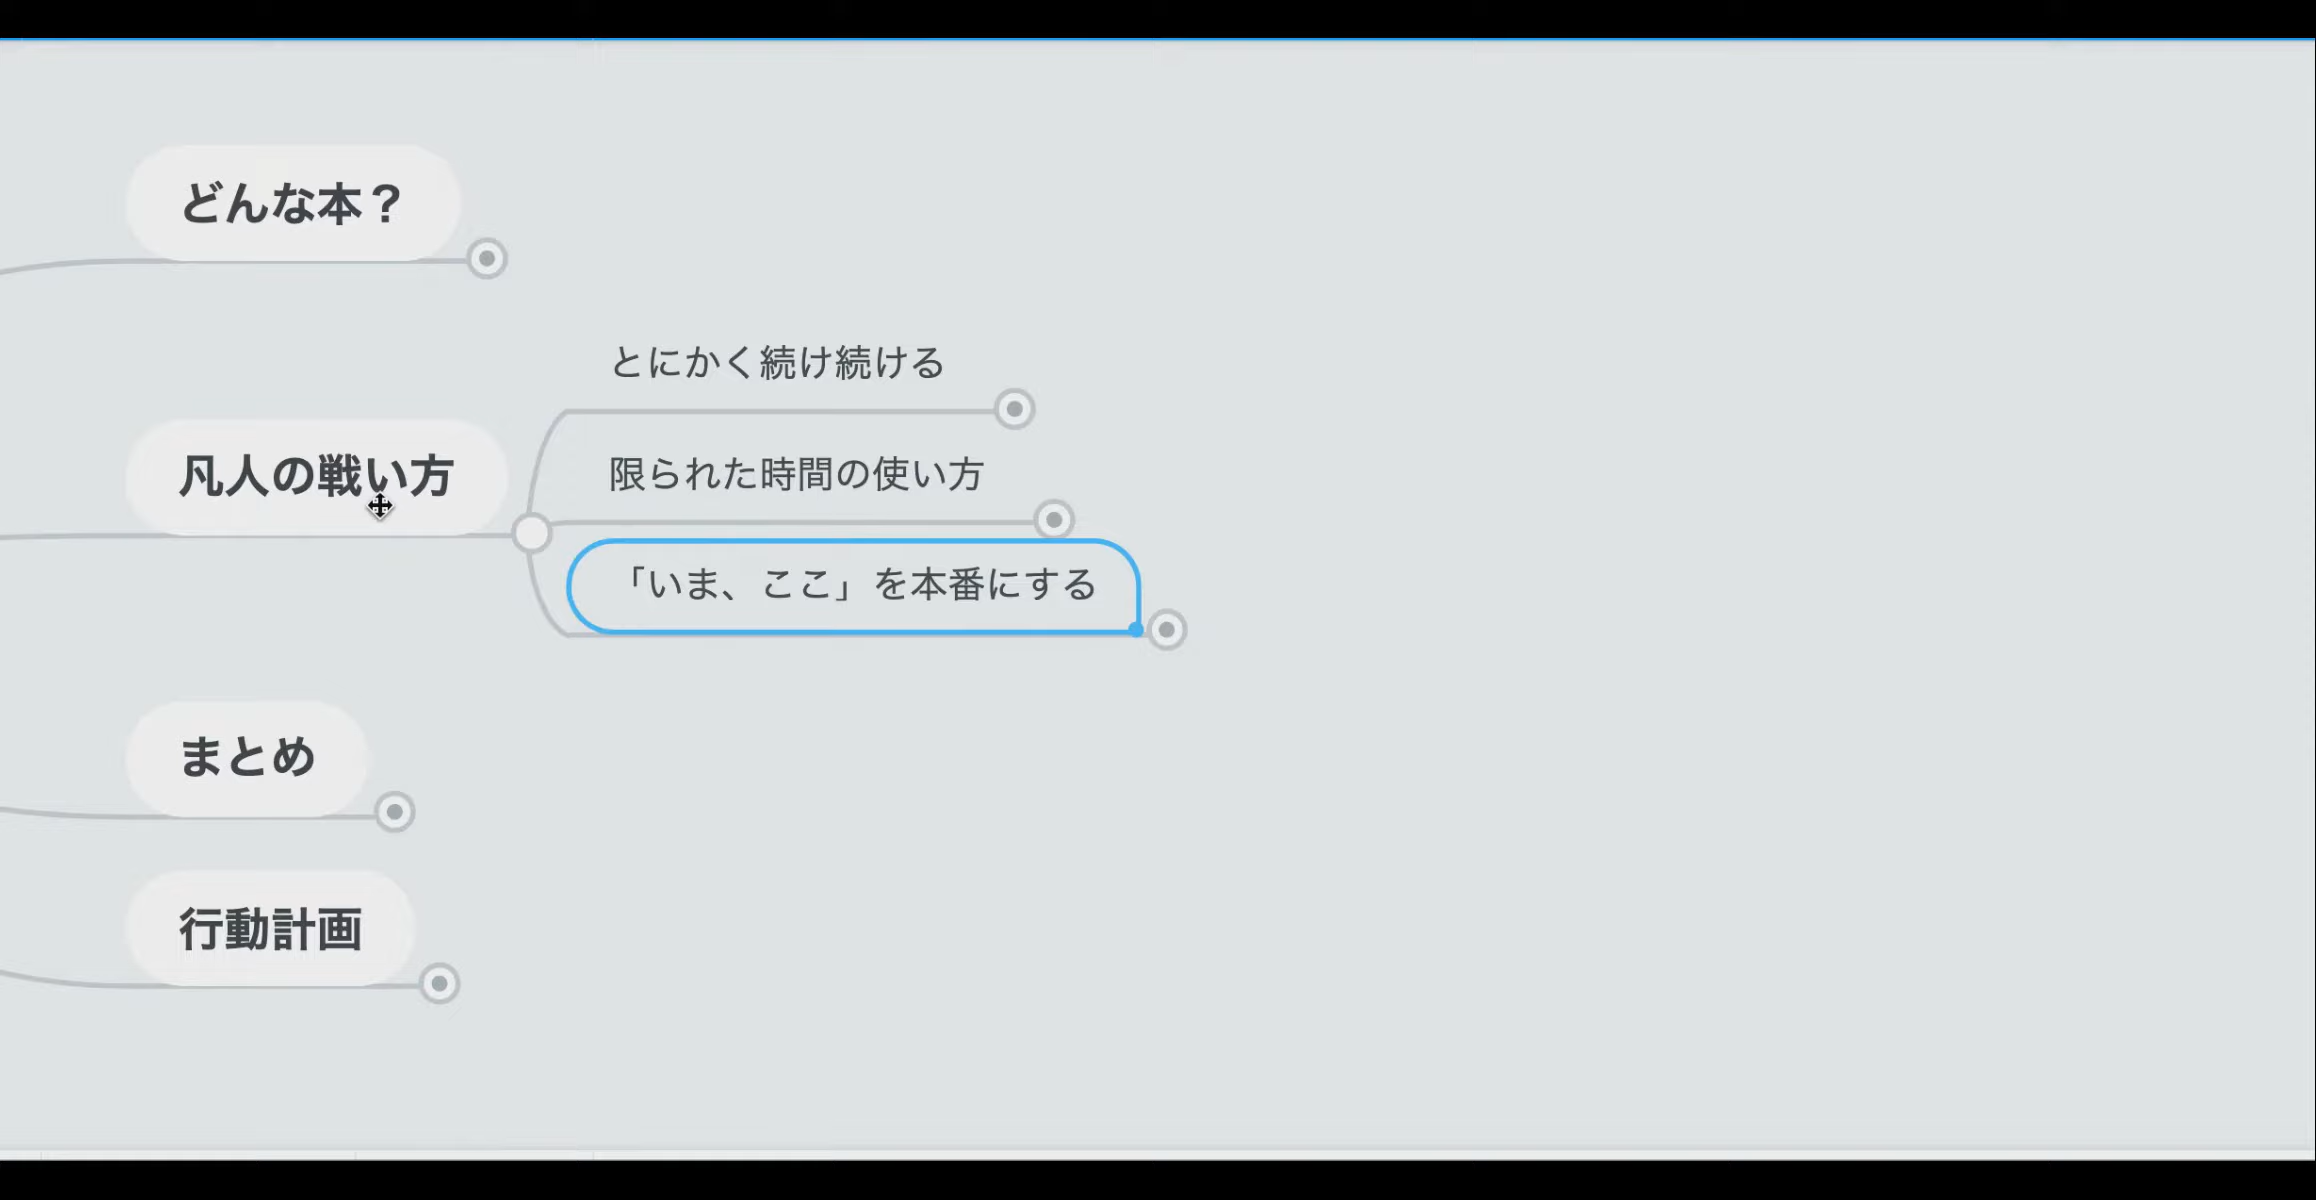 どんな本？
凡人の戦い方
とにかく続け続ける
限られた時間の使い方
「いま、ここ」を本番にする
まとめ
行動計画